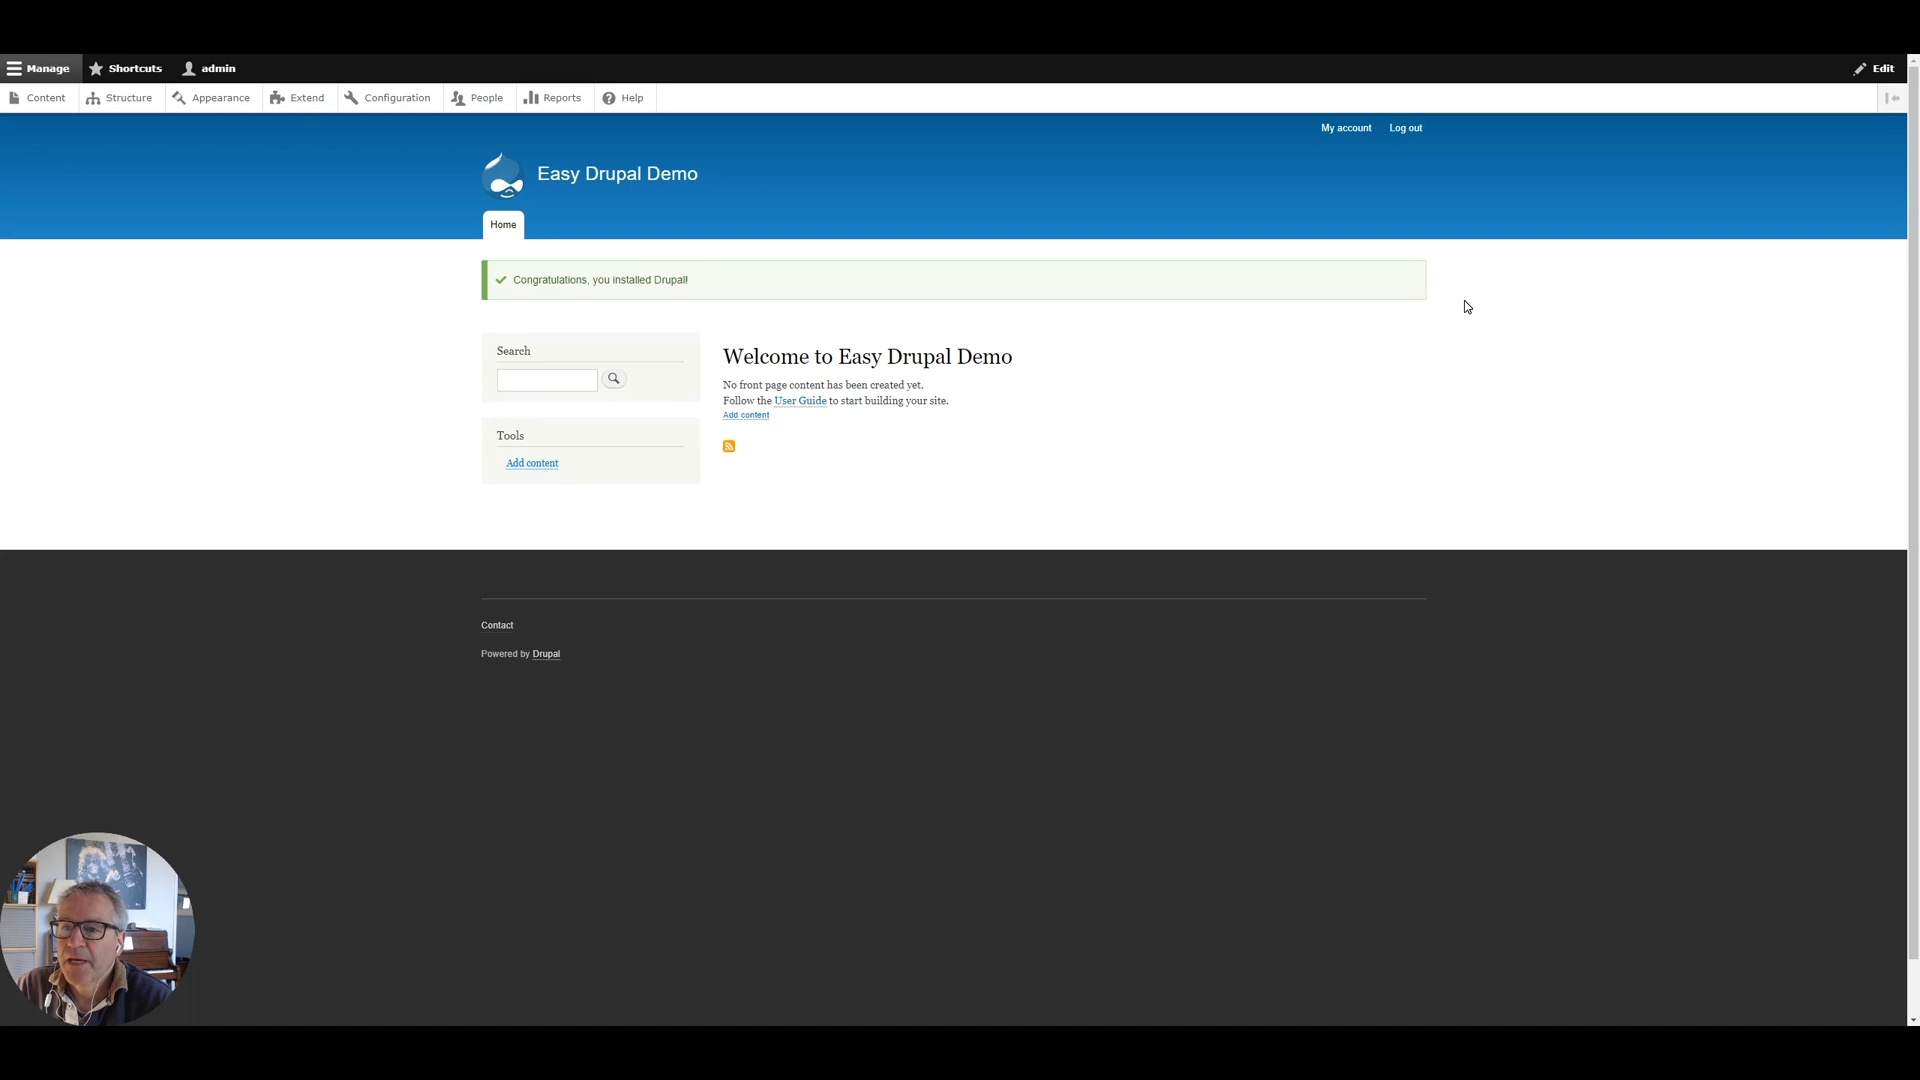 Manage Shortcuts admin Edit
Content Structure Appearance Extend Configuration People Reports Help
My account Log out
Easy Drupal Demo
Home
Congratulations, you installed Drupal!
Search
Welcome to Easy Drupal Demo
No front page content has been created yet.
Follow the User Guide to start building your site.
Add content
Tools
Add content
Contact
Powered by Drupal